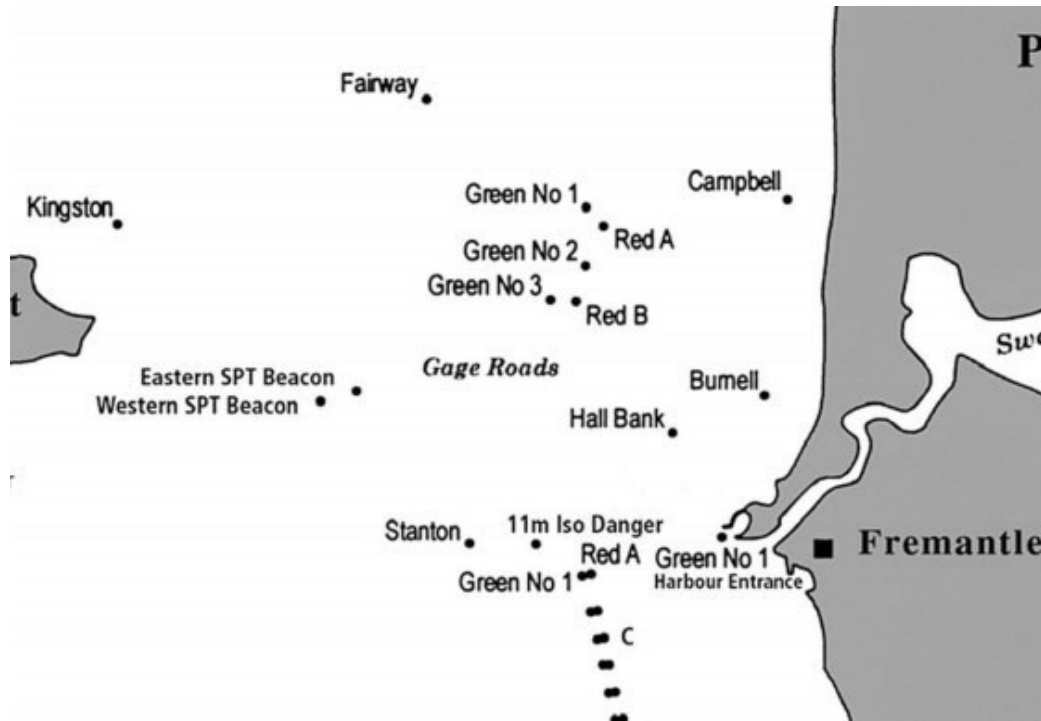 P
Fairway
Campbell
Green No 1
Kingston
Red A
Green No 2
Green No 3
t
Red B
Swe
Gage Roads
Eastern SPT Beacon
Burnell
Western SPT Beacon
Hall Bank
11m Iso Danger
Stanton
Fremantle
Red A
Green No 1
Green No 1
Harbour Entrance
C